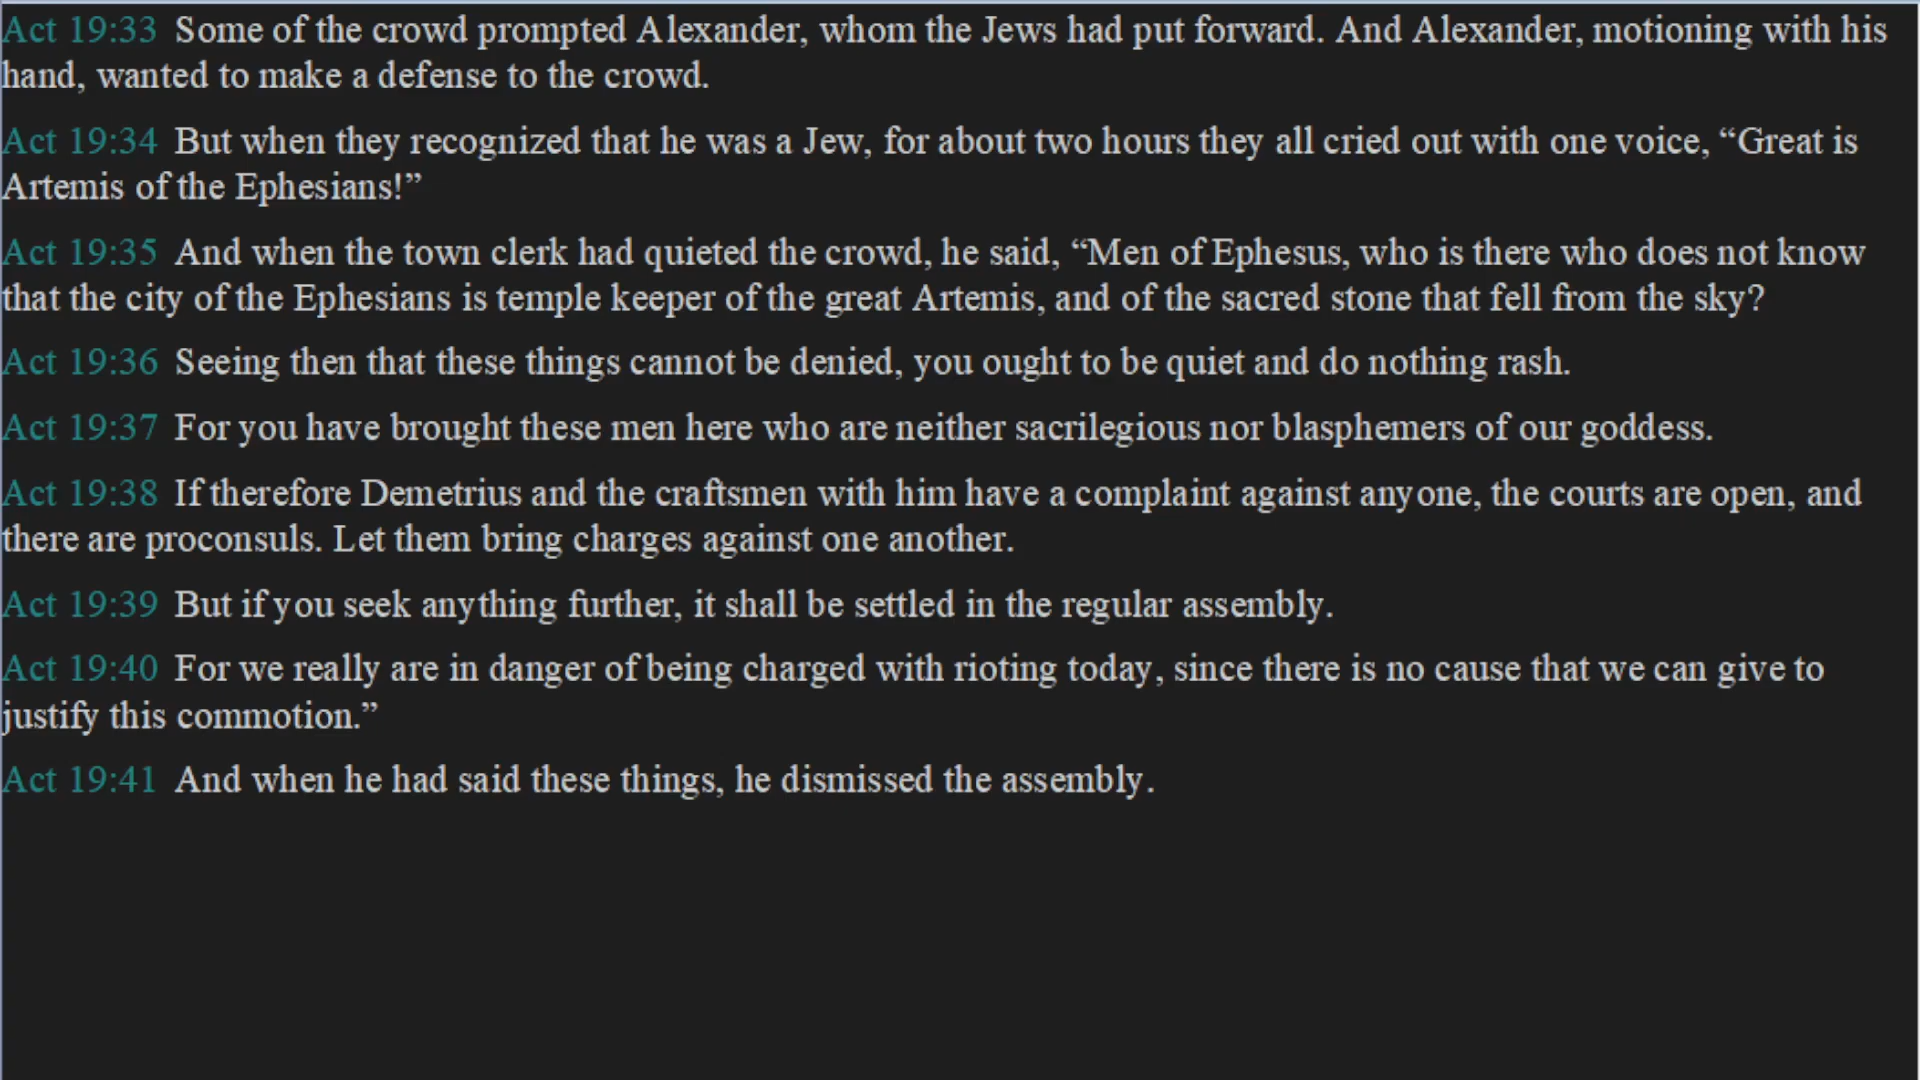 Act 19:33 Some of the crowd prompted Alexander, whom the Jews had put forward. And Alexander, motioning with his
hand, wanted to make a defense to the crowd.
Act 19:34 But when they recognized that he was a Jew, for about two hours they all cried out with one voice, “Great is
Artemis of the Ephesians!”
Act 19:35 And when the town clerk had quieted the crowd, he said, “Men of Ephesus, who is there who does not know
that the city of the Ephesians is temple keeper of the great Artemis, and of the sacred stone that fell from the sky?
Act 19:36 Seeing then that these things cannot be denied, you ought to be quiet and do nothing rash.
Act 19:37 For you have brought these men here who are neither sacrilegious nor blasphemers of our goddess.
Act 19:38 If therefore Demetrius and the craftsmen with him have a complaint against anyone, the courts are open, and
there are proconsuls. Let them bring charges against one another.
Act 19:39 But if you seek anything further, it shall be settled in the regular assembly.
Act 19:40 For we really are in danger of being charged with rioting today, since there is no cause that we can give to
justify this commotion.”
Act 19:41 And when he had said these things, he dismissed the assembly.